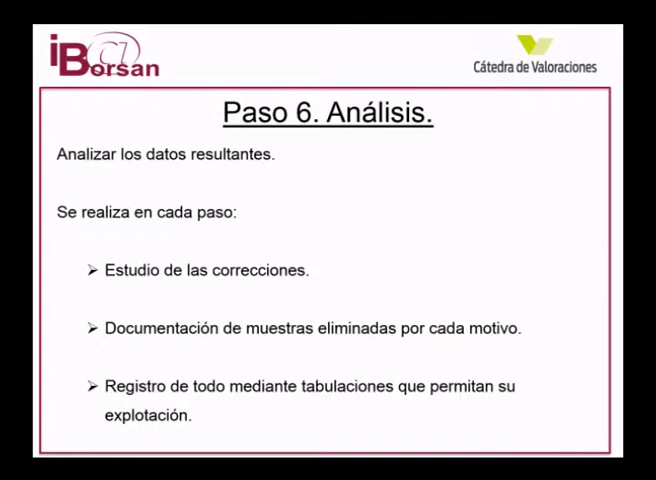 iBorsan
Cátedra de Valoraciones
Paso 6. Análisis.
Analizar los datos resultantes.
Se realiza en cada paso:
➢ Estudio de las correcciones.
➢ Documentación de muestras eliminadas por cada motivo.
➢ Registro de todo mediante tabulaciones que permitan su
explotación.